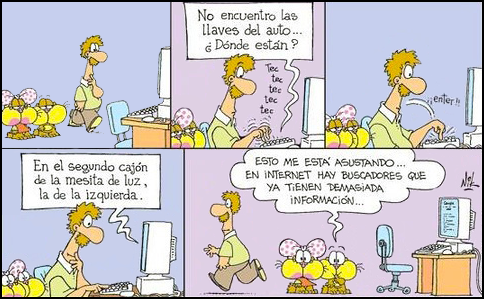 No encuentro las
llaves del auto...
¿Dónde están?
Tec
tec
tec
tec
tec
¡¡enter!!
En el segundo cajón
de la mesita de luz,
la de la izquierda.
ESTO ME ESTÁ ASUSTANDO...
EN INTERNET HAY BUSCADORES QUE
YA TIENEN DEMASIADA
INFORMACIÓN...
Nik